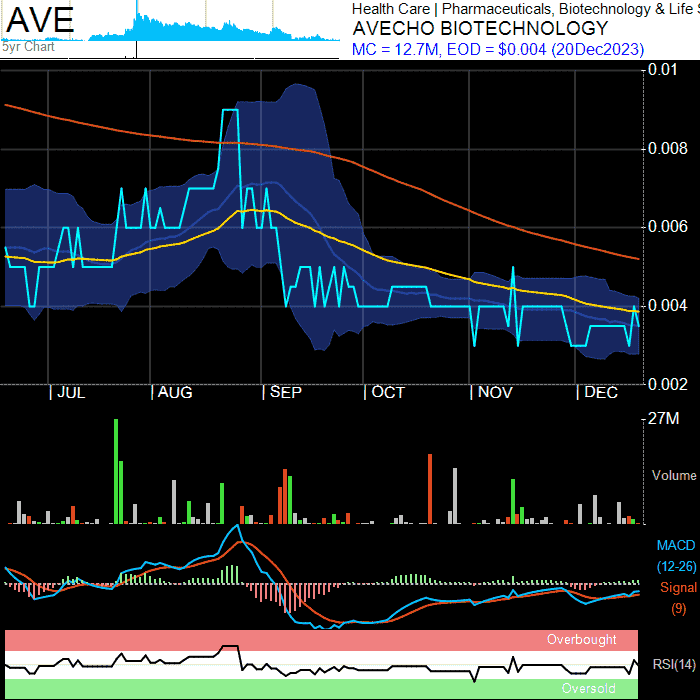 AVE
5yr Chart
Health Care | Pharmaceuticals, Biotechnology & Life S
AVECHO BIOTECHNOLOGY
MC = 12.7M, EOD = $0.004 (20Dec2023)
0.01
0.008
0.006
0.004
0.002
| JUL | AUG | SEP | OCT | NOV | DEC
27M
Volume
MACD
(12-26)
Signal
(9)
Overbought
RSI(14)
Oversold